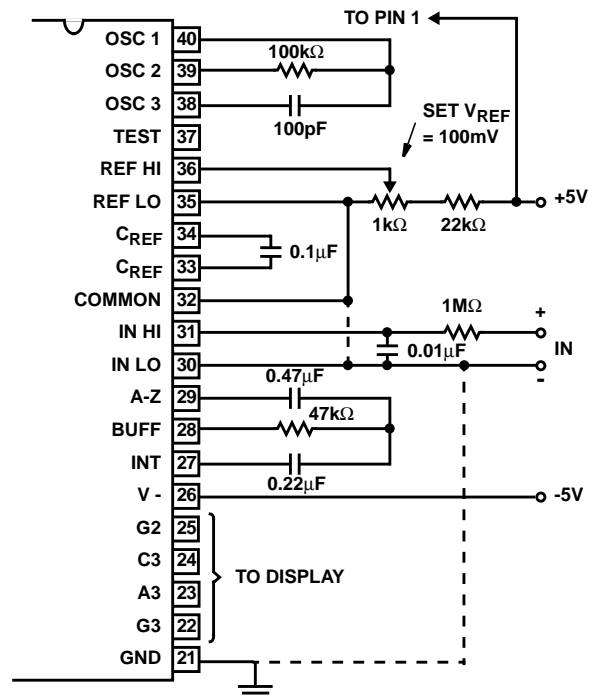 TO PIN 1
OSC 1 40
100kΩ
OSC 2 39
OSC 3 38
100pF
SET VREF
= 100mV
TEST 37
REF HI 36
REF LO 35
1kΩ
22kΩ
+5V
CREF 34
0.1μF
CREF 33
COMMON 32
1MΩ
+
IN HI 31
IN
0.01μF
IN LO 30
-
0.47μF
A-Z 29
47kΩ
BUFF 28
INT 27
0.22μF
V - 26
-5V
G2 25
C3 24
TO DISPLAY
A3 23
G3 22
GND 21